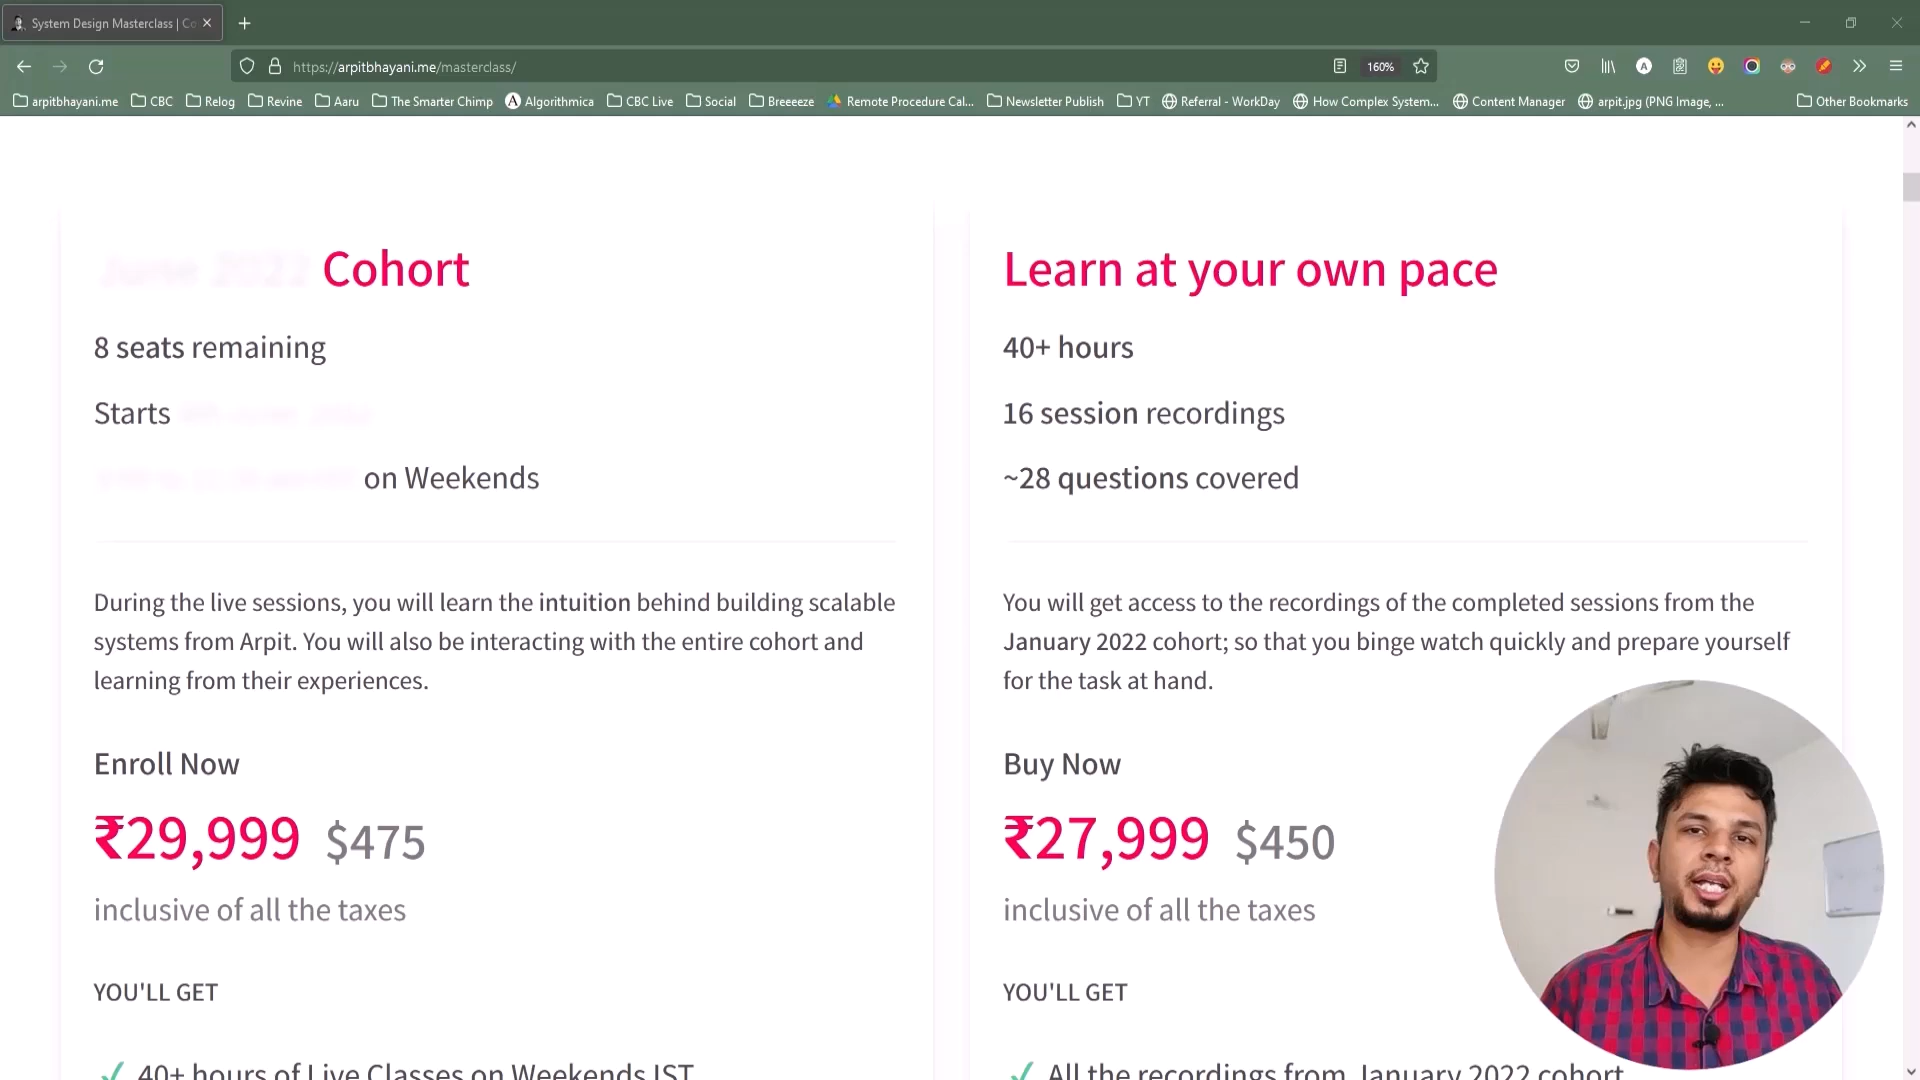 System Design Masterclass | Co
https://arpitbhayani.me/masterclass/
160%
arpitbhayani.me CBC Relog Revine Aaru The Smarter Chimp Algorithmica CBC Live Social Breeeeze Remote Procedure Cal... Newsletter Publish YT Referral - WorkDay How Complex System... Content Manager arpit.jpg (PNG Image, ... Other Bookmarks
Cohort
8 seats remaining
Starts
on Weekends
During the live sessions, you will learn the intuition behind building scalable
systems from Arpit. You will also be interacting with the entire cohort and
learning from their experiences.
Enroll Now
₹29,999 $475
inclusive of all the taxes
YOU'LL GET
✓ 40+ hours of Live Classes on Weekends IST
Learn at your own pace
40+ hours
16 session recordings
~28 questions covered
You will get access to the recordings of the completed sessions from the
January 2022 cohort; so that you binge watch quickly and prepare yourself
for the task at hand.
Buy Now
₹27,999 $450
inclusive of all the taxes
YOU'LL GET
✓ All the recordings from January 2022 cohort